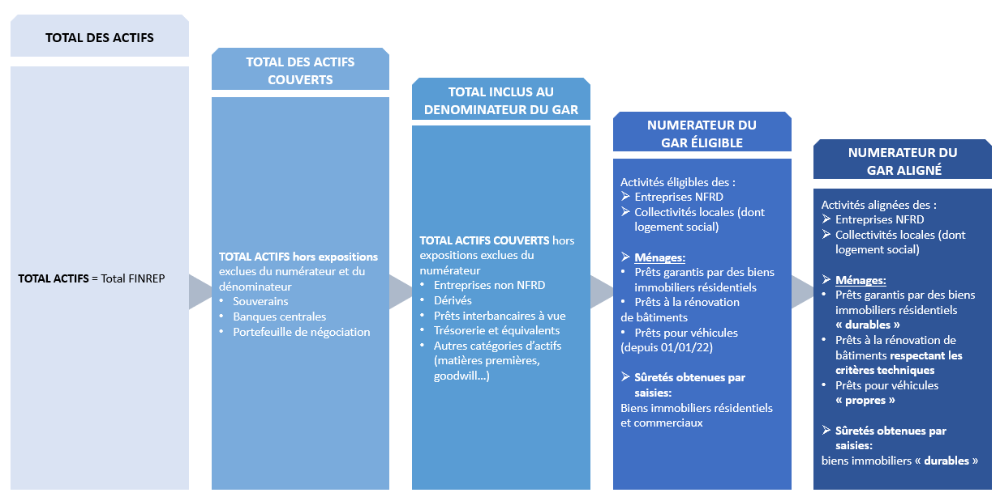 TOTAL DES ACTIFS
TOTAL ACTIFS = Total FINREP
TOTAL DES ACTIFS
COUVERTS
TOTAL ACTIFS hors expositions
exclues du numérateur et du
dénominateur
• Souverains
• Banques centrales
• Portefeuille de négociation
TOTAL INCLUS AU
DENOMINATEUR DU GAR
TOTAL ACTIFS COUVERTS hors
expositions exclues du
numérateur
• Entreprises non NFRD
• Dérivés
• Prêts interbancaires à vue
• Trésorerie et équivalents
• Autres catégories d’actifs
(matières premières,
goodwill…)
NUMERATEUR DU
GAR ÉLIGIBLE
Activités éligibles des :
➢ Entreprises NFRD
➢ Collectivités locales (dont
logement social)
➢ Ménages:
• Prêts garantis par des biens
immobiliers résidentiels
• Prêts à la rénovation
de bâtiments
• Prêts pour véhicules
(depuis 01/01/22)
➢ Sûretés obtenues par
saisies:
Biens immobiliers résidentiels
et commerciaux
NUMERATEUR DU
GAR ALIGNÉ
Activités alignées des :
➢ Entreprises NFRD
➢ Collectivités locales (dont
logement social)
➢ Ménages:
• Prêts garantis par des biens
immobiliers résidentiels
« durables »
• Prêts à la rénovation de
bâtiments respectant les
critères techniques
• Prêts pour véhicules
« propres »
➢ Sûretés obtenues par
saisies:
biens immobiliers « durables »